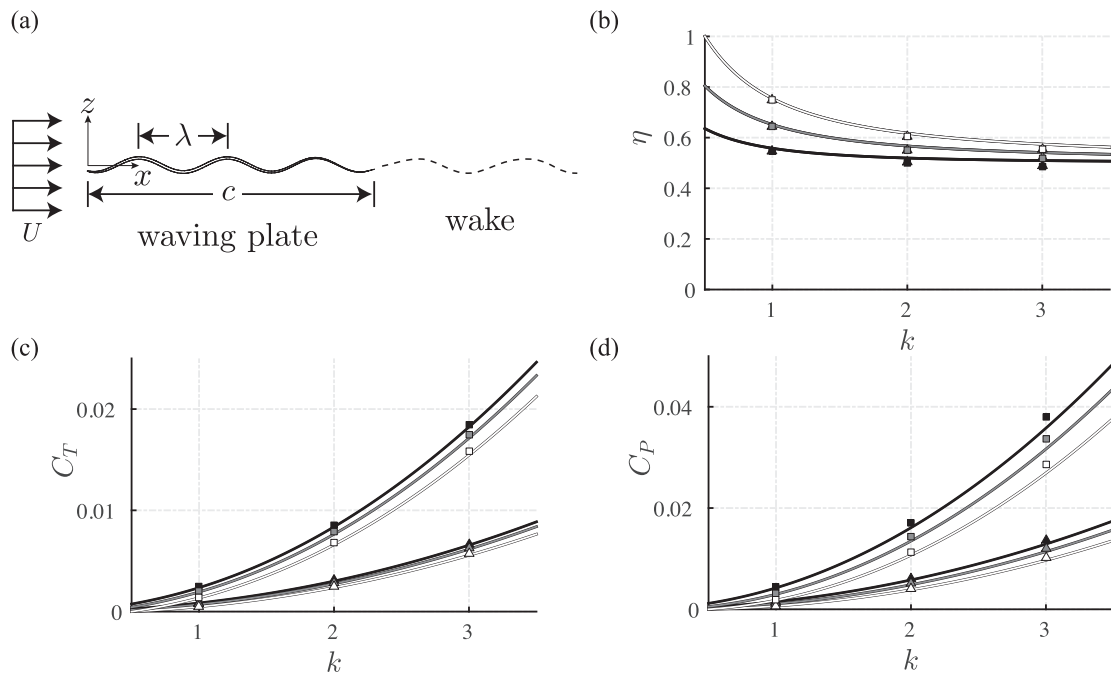 (a)
z
λ
x
c
U
waving plate
wake
(b)
1
0.8
0.6
η
0.4
0.2
0
1 2 3
k
(c)
0.02
C_T
0.01
0
1 2 3
k
(d)
0.04
C_P
0.02
0
1 2 3
k